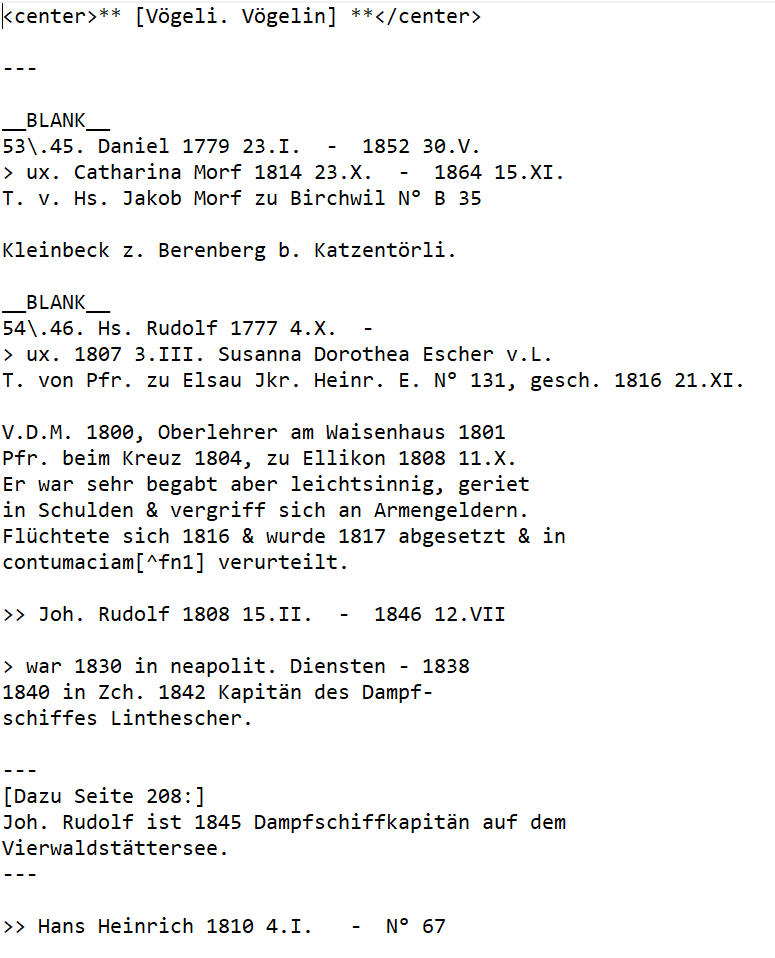 <center>** [Vögeli. Vögelin] **</center>
---
__BLANK__
53\.45. Daniel 1779 23.I.  -  1852 30.V.
> ux. Catharina Morf 1814 23.X.  -  1864 15.XI.
T. v. Hs. Jakob Morf zu Birchwil N° B 35
Kleinbeck z. Berenberg b. Katzentörli.
__BLANK__
54\.46. Hs. Rudolf 1777 4.X.  -
> ux. 1807 3.III. Susanna Dorothea Escher v.L.
T. von Pfr. zu Elsau Jkr. Heinr. E. N° 131, gesch. 1816 21.XI.
V.D.M. 1800, Oberlehrer am Waisenhaus 1801
Pfr. beim Kreuz 1804, zu Ellikon 1808 11.X.
Er war sehr begabt aber leichtsinnig, geriet
in Schulden & vergriff sich an Armengeldern.
Flüchtete sich 1816 & wurde 1817 abgesetzt & in
contumaciam[^fn1] verurteilt.
>> Joh. Rudolf 1808 15.II.  -  1846 12.VII
> war 1830 in neapolit. Diensten - 1838
1840 in Zch. 1842 Kapitän des Dampf-
schiffes Linthescher.
---
[Dazu Seite 208:]
Joh. Rudolf ist 1845 Dampfschiffkapitän auf dem
Vierwaldstättersee.
---
>> Hans Heinrich 1810 4.I.   -  N° 67